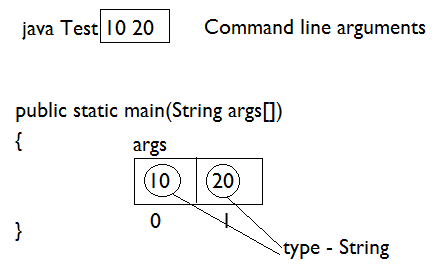 java Test 10 20 Command line arguments
public static main(String args[])
{
args
10 20
0 1
}
type - String